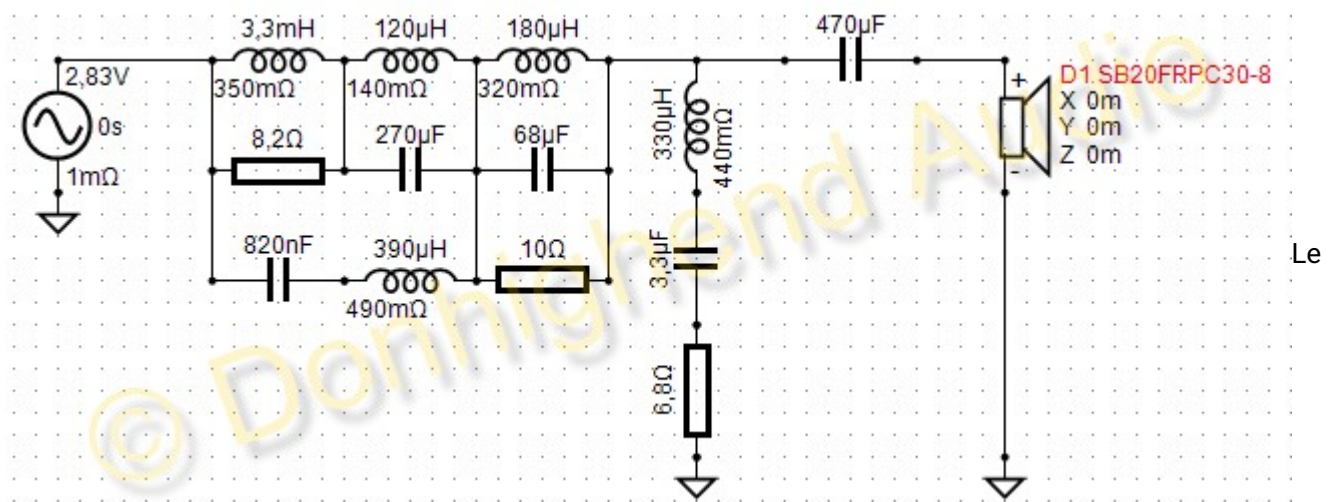 3,3mH 120µH 180µH 470µF
350mΩ 140mΩ 320mΩ
2,83V
0s
1mΩ
8,2Ω 270µF 68µF
820nF 390µH 10Ω
490mΩ
330µH
440mΩ
3,3µF
6,8Ω
+ D1 SB20FRPC30-8
X 0m
Y 0m
- Z 0m
Le
© Donhighend Audio